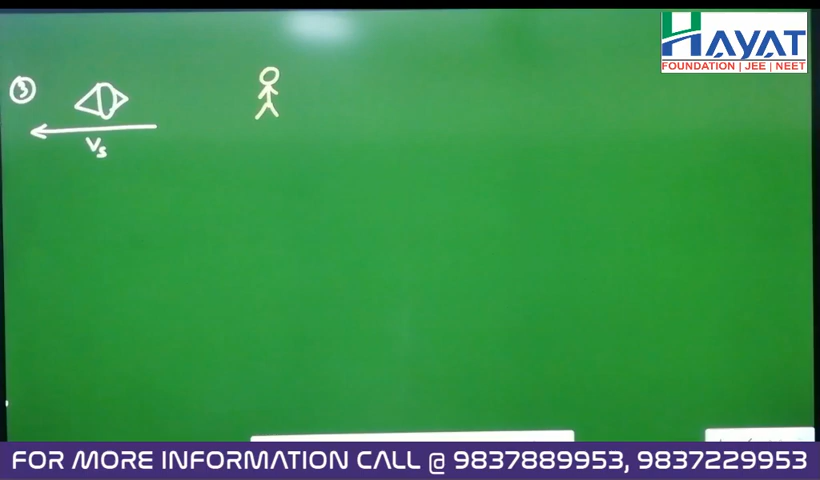 HAYAT
FOUNDATION | JEE | NEET
3
Vs
FOR MORE INFORMATION CALL @ 9837889953, 9837229953